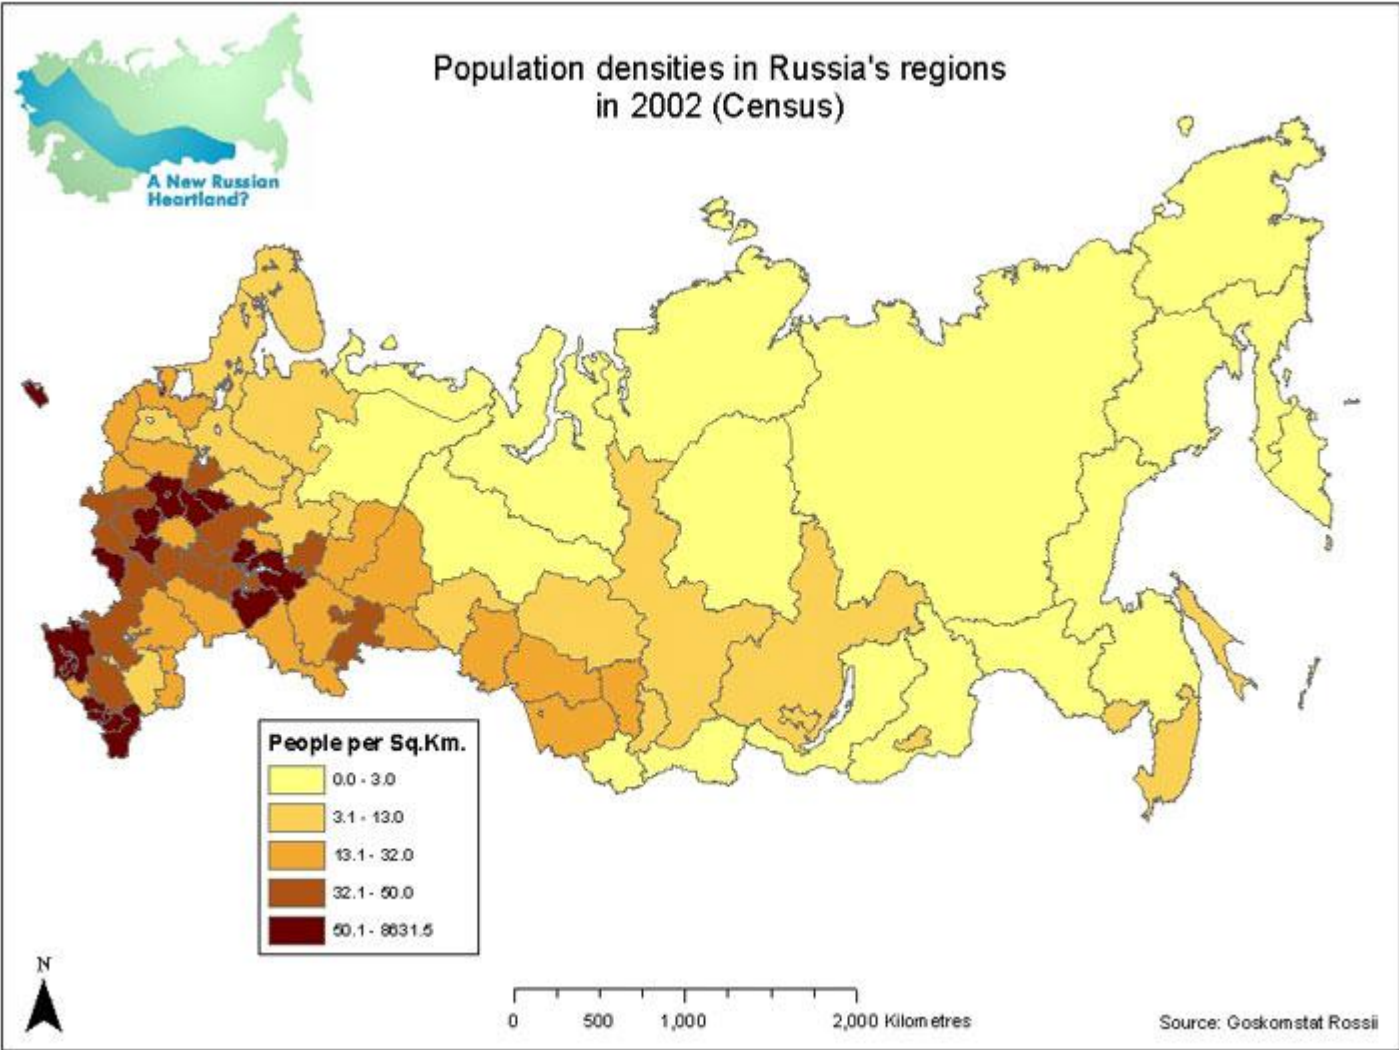 Population densities in Russia's regions
in 2002 (Census)
A New Russian
Heartland?
People per Sq.Km.
0.0 - 3.0
3.1 - 13.0
13.1 - 32.0
32.1 - 50.0
50.1 - 8631.5
N
0 500 1,000 2,000 Kilometres
Source: Goskomstat Rossii